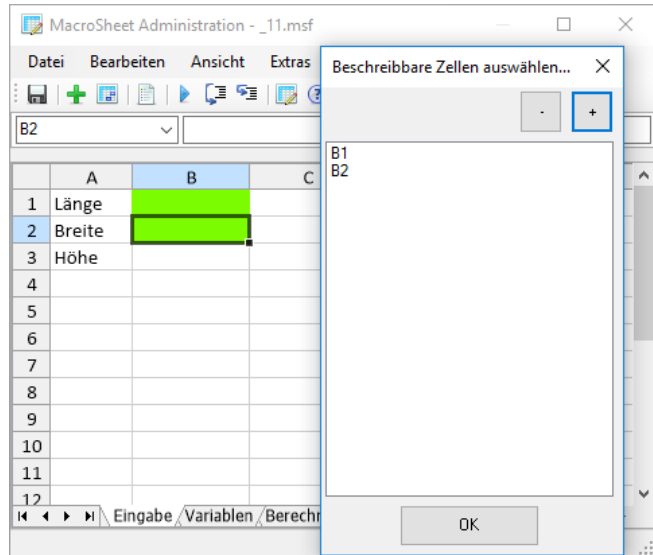 MacroSheet Administration - _11.msf
Datei Bearbeiten Ansicht Extras
B2
A B C
1 Länge
2 Breite
3 Höhe
4
5
6
7
8
9
10
11
12
Eingabe Variablen Berechn
Beschreibbare Zellen auswählen...
- +
B1
B2
OK